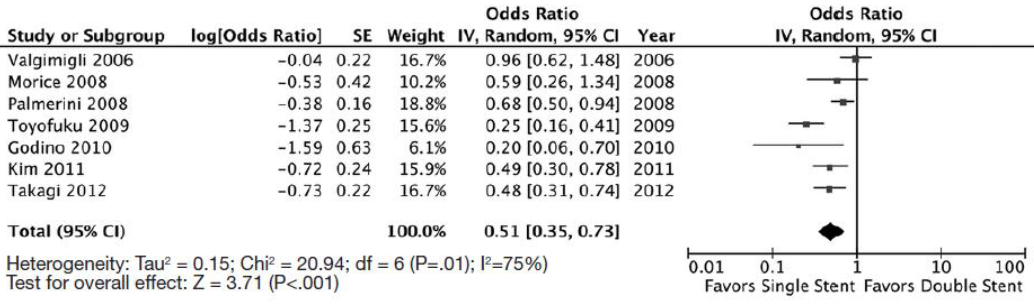 Odds Ratio Odds Ratio
Study or Subgroup log[Odds Ratio] SE Weight IV, Random, 95% CI Year IV, Random, 95% CI
Valgimigli 2006 −0.04 0.22 16.7% 0.96 [0.62, 1.48] 2006
Morice 2008 −0.53 0.42 10.2% 0.59 [0.26, 1.34] 2008
Palmerini 2008 −0.38 0.16 18.8% 0.68 [0.50, 0.94] 2008
Toyofuku 2009 −1.37 0.25 15.6% 0.25 [0.16, 0.41] 2009
Godino 2010 −1.59 0.63 6.1% 0.20 [0.06, 0.70] 2010
Kim 2011 −0.72 0.24 15.9% 0.49 [0.30, 0.78] 2011
Takagi 2012 −0.73 0.22 16.7% 0.48 [0.31, 0.74] 2012
Total (95% CI) 100.0% 0.51 [0.35, 0.73]
Heterogeneity: Tau² = 0.15; Chi² = 20.94; df = 6 (P=.01); I²=75%)
Test for overall effect: Z = 3.71 (P<.001)
0.01 0.1 1 10 100
Favors Single Stent Favors Double Stent